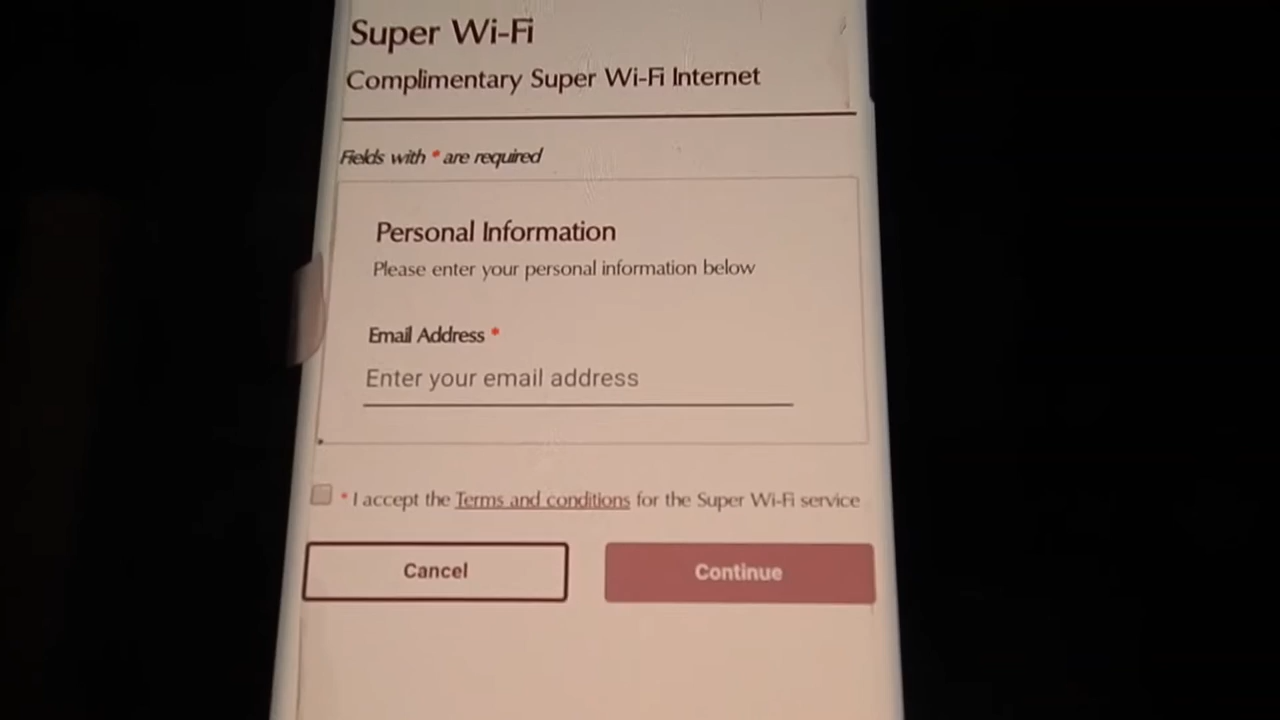 Super Wi-Fi
Complimentary Super Wi-Fi Internet
Fields with * are required
Personal Information
Please enter your personal information below
Email Address *
Enter your email address
* I accept the Terms and conditions for the Super Wi-Fi service
Cancel
Continue